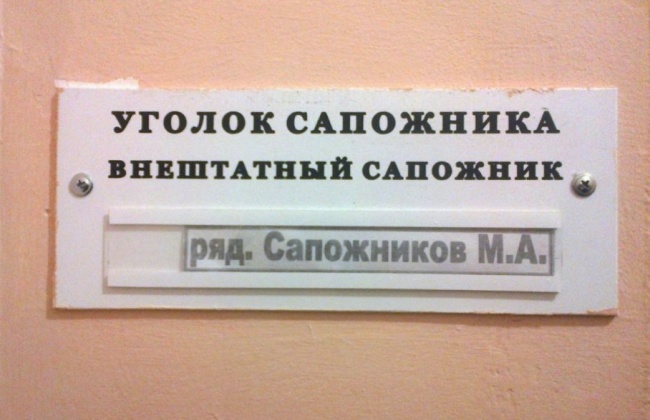 УГОЛОК САПОЖНИКА
ВНЕШТАТНЫЙ САПОЖНИК
ряд. Сапожников М.А.